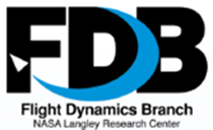 FDB
Flight Dynamics Branch
NASA Langley Research Center